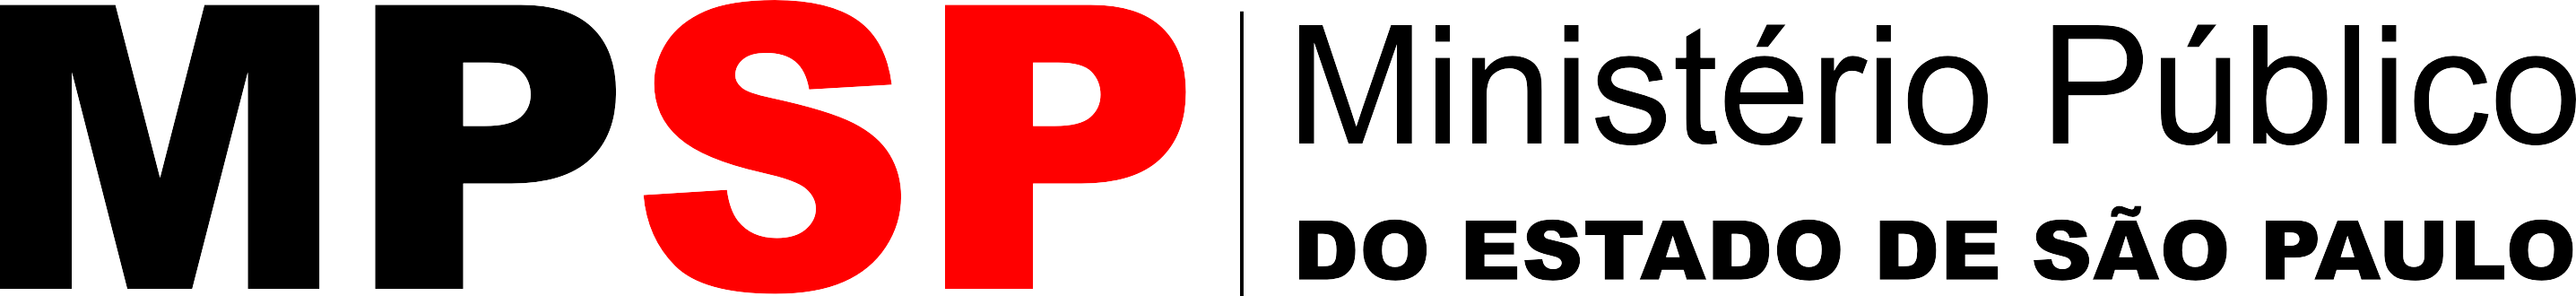 MPSP
Ministério Público
DO ESTADO DE SÃO PAULO